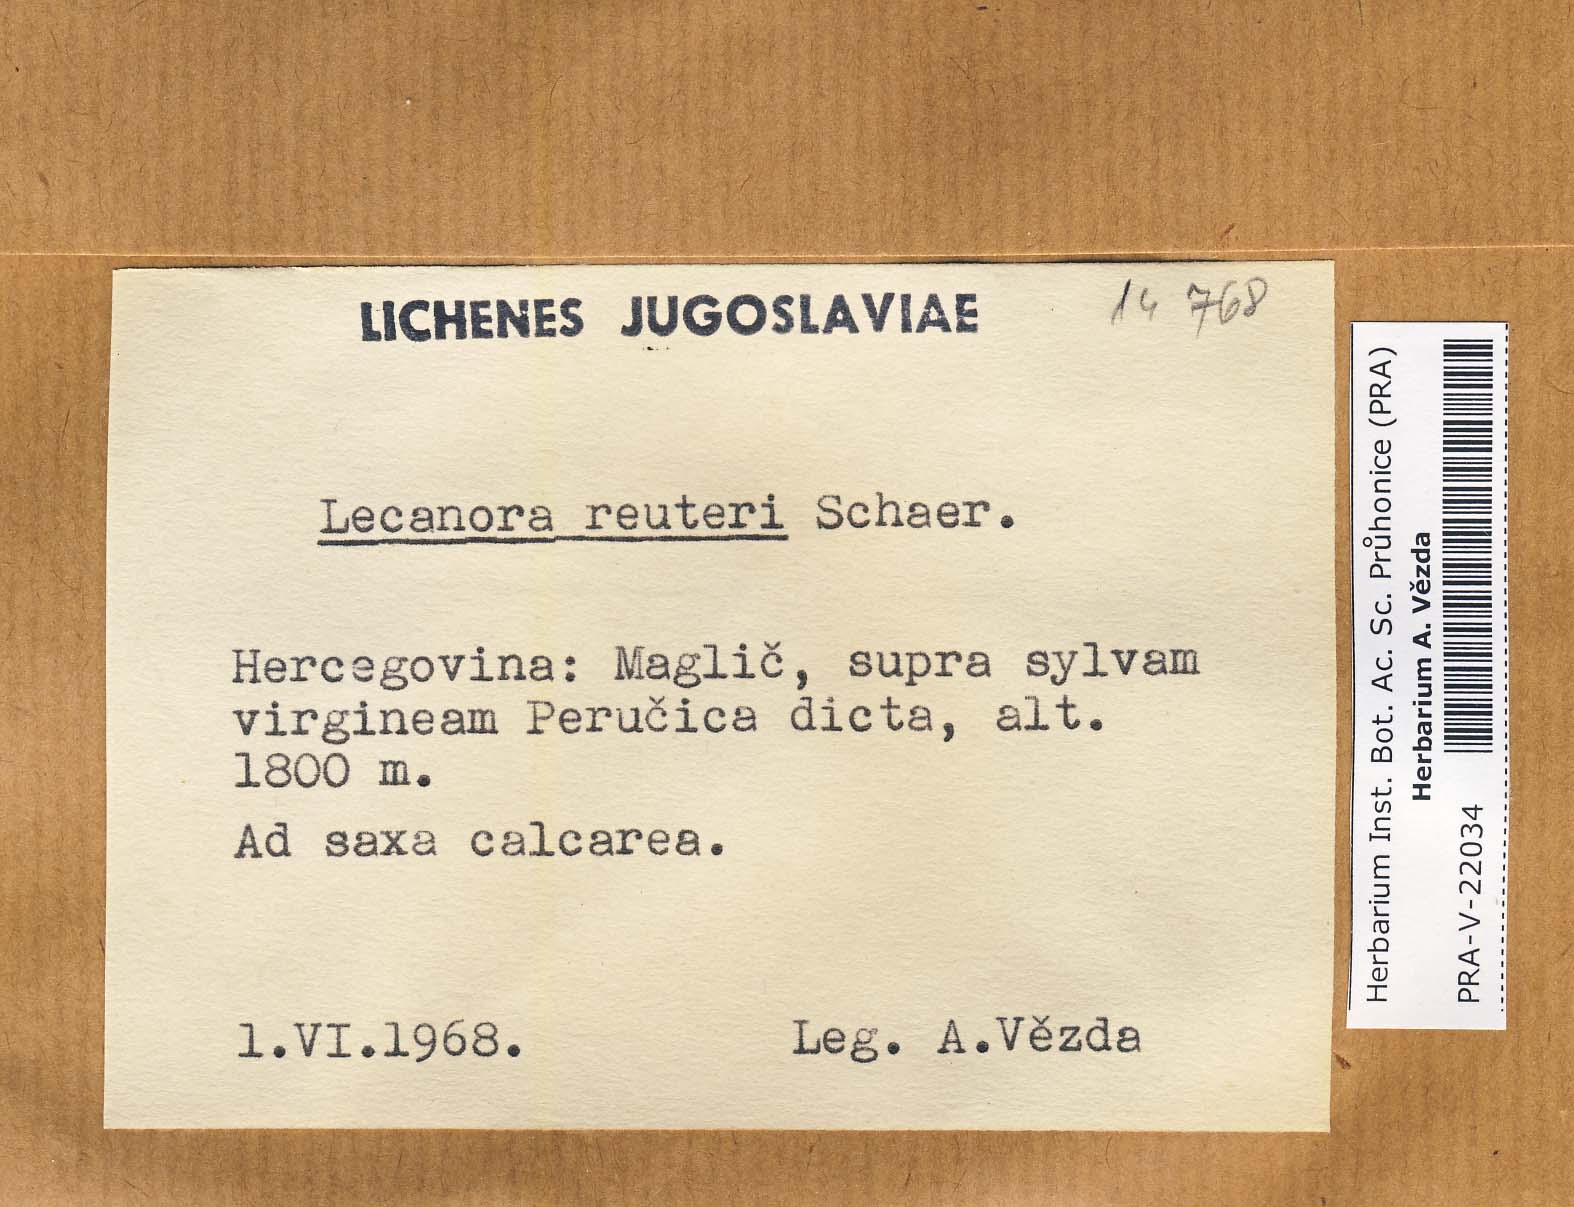 LICHENES JUGOSLAVIAE
14 768
Lecanora reuteri Schaer.
Hercegovina: Maglič, supra sylvam
virgineam Peručica dicta, alt.
1800 m.
Ad saxa calcarea.
1.VI.1968. Leg. A.Vězda
Herbarium Inst. Bot. Ac. Sc. Průhonice (PRA)
Herbarium A. Vězda
PRA-V-22034